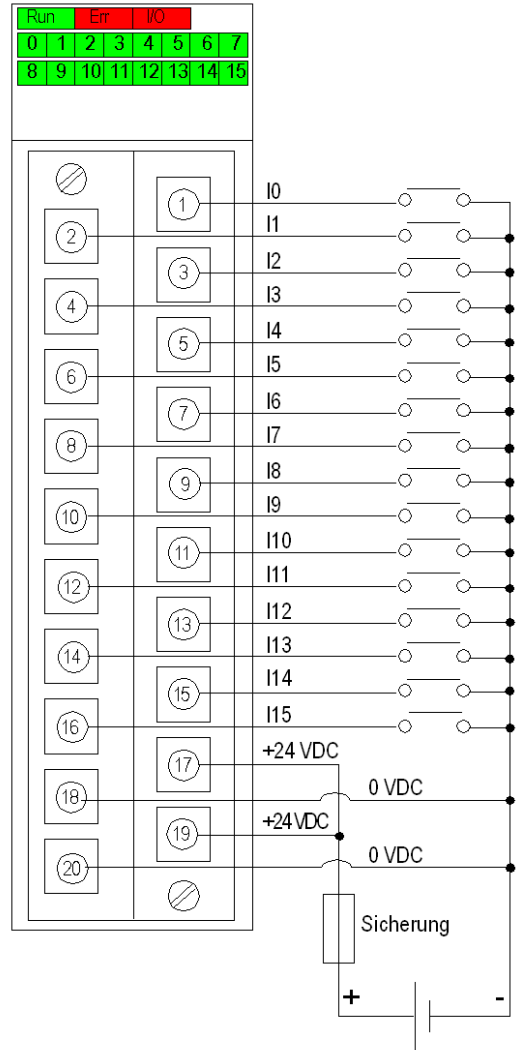 Run Err I/O
0 1 2 3 4 5 6 7
8 9 10 11 12 13 14 15
1 I0
2 I1
3 I2
4 I3
5 I4
6 I5
7 I6
8 I7
9 I8
10 I9
11 I10
12 I11
13 I12
14 I13
15 I14
16 I15
17 +24 VDC
18 0 VDC
19 +24VDC
20 0 VDC
Sicherung
+ -